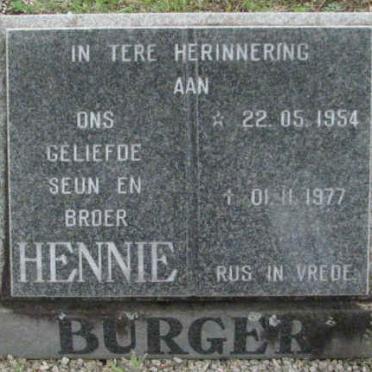 IN TERE HERINNERING
AAN
ONS
GELIEFDE
SEUN EN
BROER
HENNIE
☆ 22.05.1954
† 01.11.1977
RUS IN VREDE
BURGER